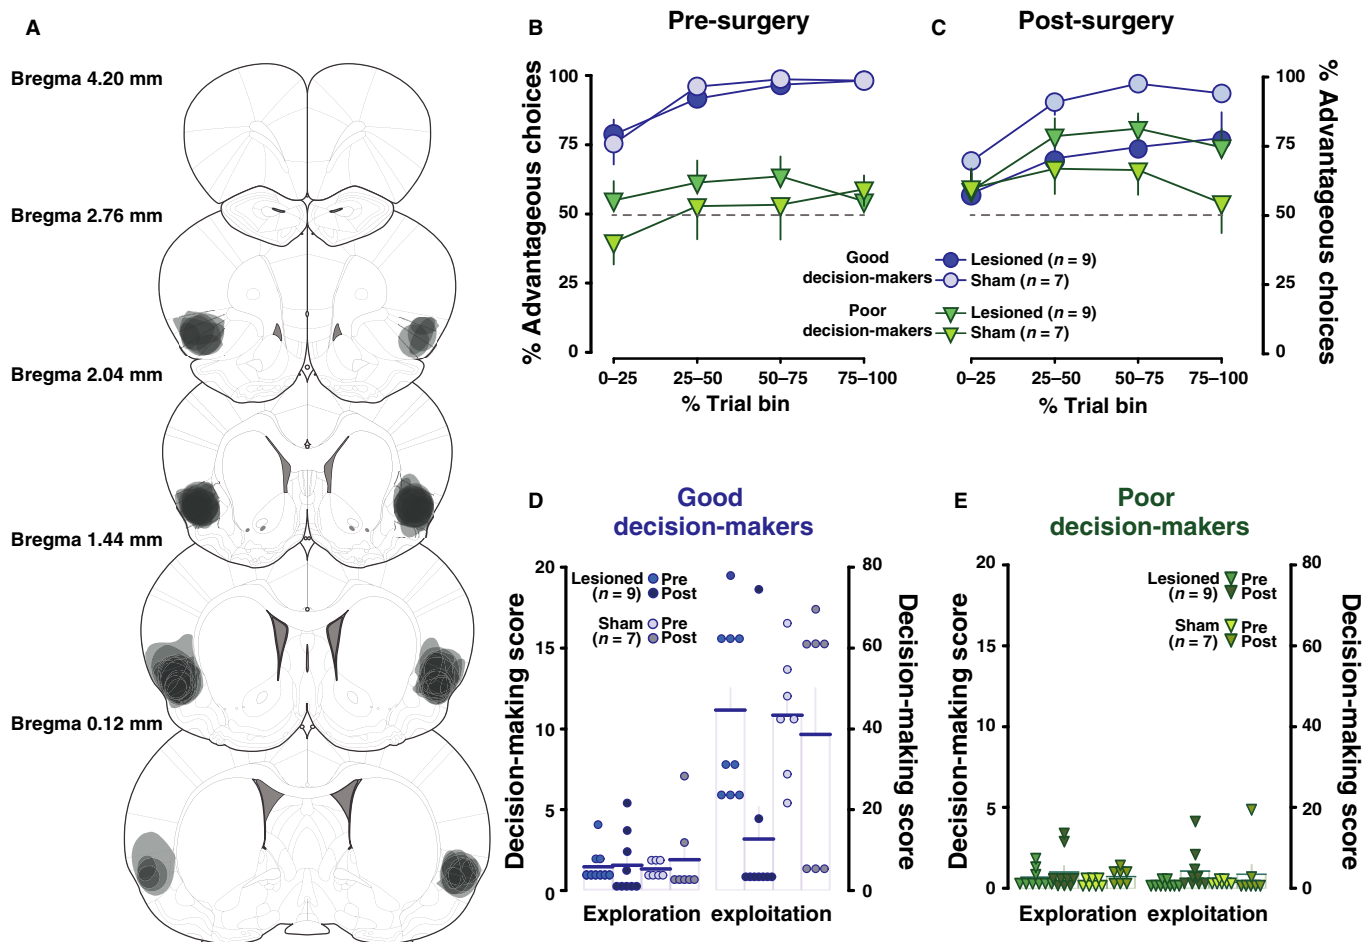 A
Bregma 4.20 mm
Bregma 2.76 mm
Bregma 2.04 mm
Bregma 1.44 mm
Bregma 0.12 mm
B
Pre-surgery
% Advantageous choices
100
75
50
25
0
0–25
25–50
50–75
75–100
% Trial bin
C
Post-surgery
% Advantageous choices
100
75
50
25
0
0–25
25–50
50–75
75–100
% Trial bin
Good
decision-makers
Lesioned (n = 9)
Sham (n = 7)
Poor
decision-makers
Lesioned (n = 9)
Sham (n = 7)
D
Good
decision-makers
Decision-making score
20
15
10
5
0
Lesioned
(n = 9)
Pre
Post
Sham
(n = 7)
Pre
Post
80
60
40
20
0
Decision-making score
Exploration
exploitation
E
Poor
decision-makers
Decision-making score
20
15
10
5
0
Lesioned
(n = 9)
Pre
Post
Sham
(n = 7)
Pre
Post
80
60
40
20
0
Decision-making score
Exploration
exploitation